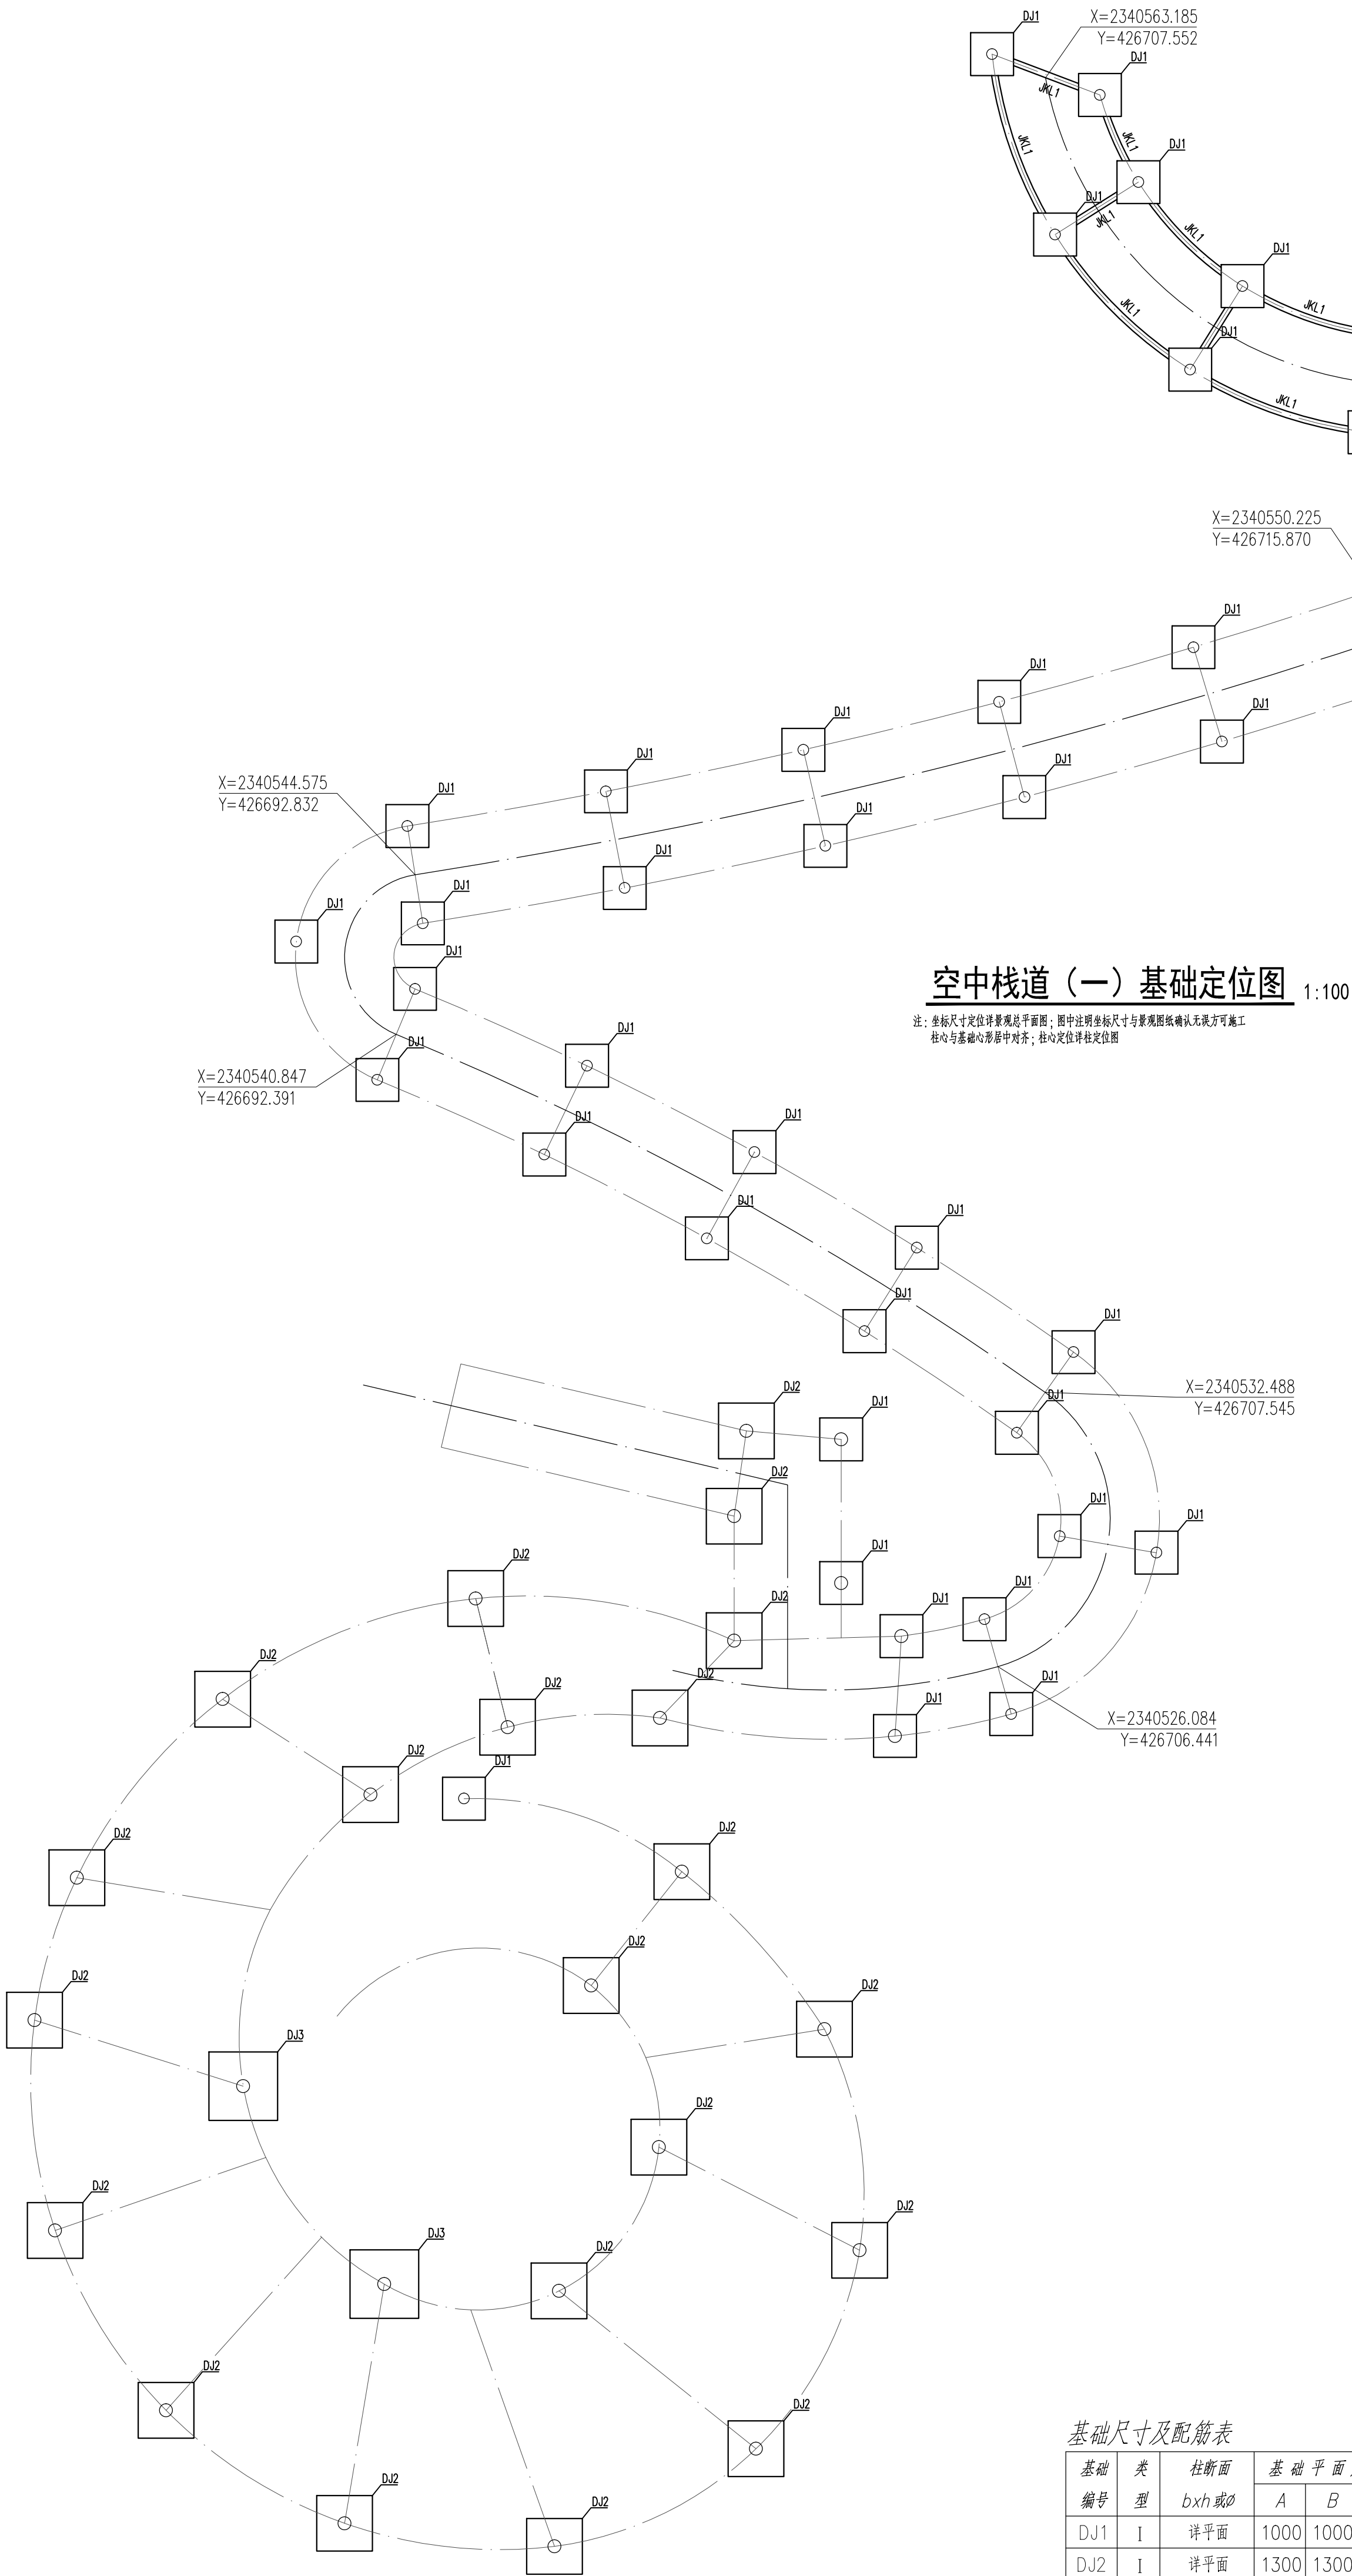 DJ1
X=2340563.185
Y=426707.552
DJ1
JKL1
JKL1
JKL1
DJ1
DJ1
JKL1
JKL1
DJ1
JKL1
JKL1
DJ1
JKL1
X=2340550.225
Y=426715.870
DJ1
DJ1
DJ1
DJ1
DJ1
DJ1
X=2340544.575
Y=426692.832
DJ1
DJ1
DJ1
DJ1
DJ1
DJ1
空中栈道（一）基础定位图 1:100
注：坐标尺寸定位详景观总平面图；图中注明坐标尺寸与景观图纸确认无误方可施工
柱心与基础心形居中对齐；柱心定位详柱定位图
DJ1
DJ1
X=2340540.847
Y=426692.391
DJ1
DJ1
DJ1
DJ1
DJ1
DJ1
X=2340532.488
Y=426707.545
DJ1
DJ2
DJ1
DJ2
DJ1
DJ1
DJ1
DJ2
DJ2
DJ1
DJ1
DJ2
DJ2
DJ1
DJ1
DJ2
X=2340526.084
Y=426706.441
DJ2
DJ1
DJ2
DJ2
DJ2
DJ2
DJ2
DJ3
DJ2
DJ2
DJ2
DJ3
DJ2
DJ2
DJ2
DJ2
DJ2
基础尺寸及配筋表
基础 类 柱断面 基 础 平 面
编号 型 bxh或Ø A B
DJ1 I 详平面 1000 1000
DJ2 I 详平面 1300 1300